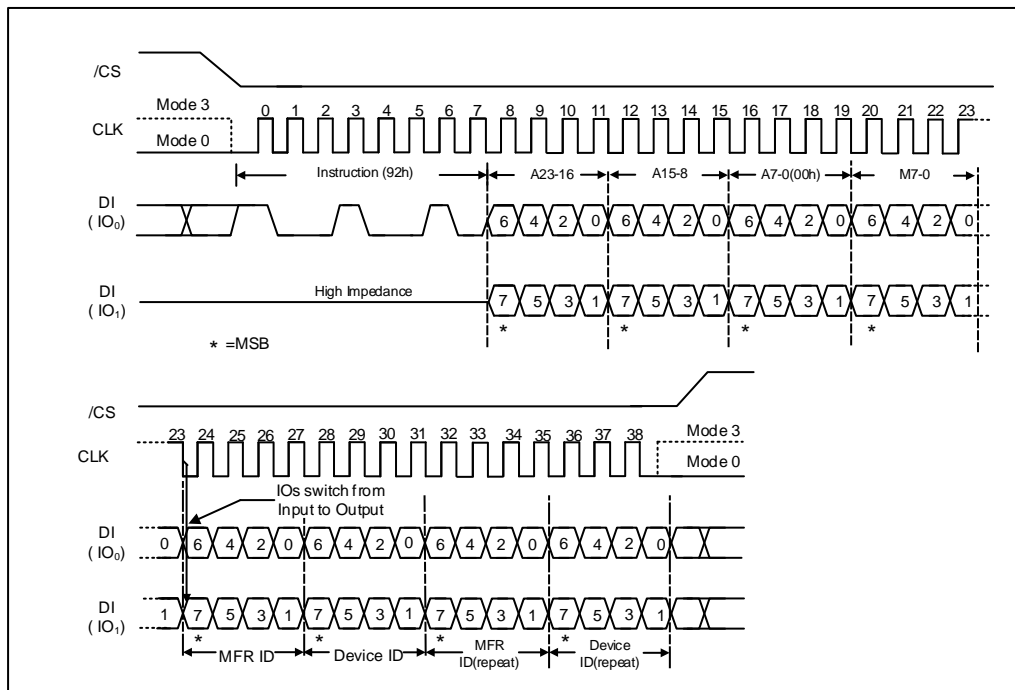 /CS
Mode 3
0 1 2 3 4 5 6 7 8 9 10 11 12 13 14 15 16 17 18 19 20 21 22 23
CLK
Mode 0
Instruction (92h) A23-16 A15-8 A7-0(00h) M7-0
DI
( IO0)
6 4 2 0 6 4 2 0 6 4 2 0 6 4 2 0
DI
( IO1)
High Impedance
7 5 3 1 7 5 3 1 7 5 3 1 7 5 3 1
* * * *
* =MSB
/CS
23 24 25 26 27 28 29 30 31 32 33 34 35 36 37 38
Mode 3
CLK
Mode 0
IOs switch from
Input to Output
DI
( IO0)
0 6 4 2 0 6 4 2 0 6 4 2 0 6 4 2 0
DI
( IO1)
1 7 5 3 1 7 5 3 1 7 5 3 1 7 5 3 1
* * * *
MFR ID Device ID MFR
ID(repeat)
Device
ID(repeat)